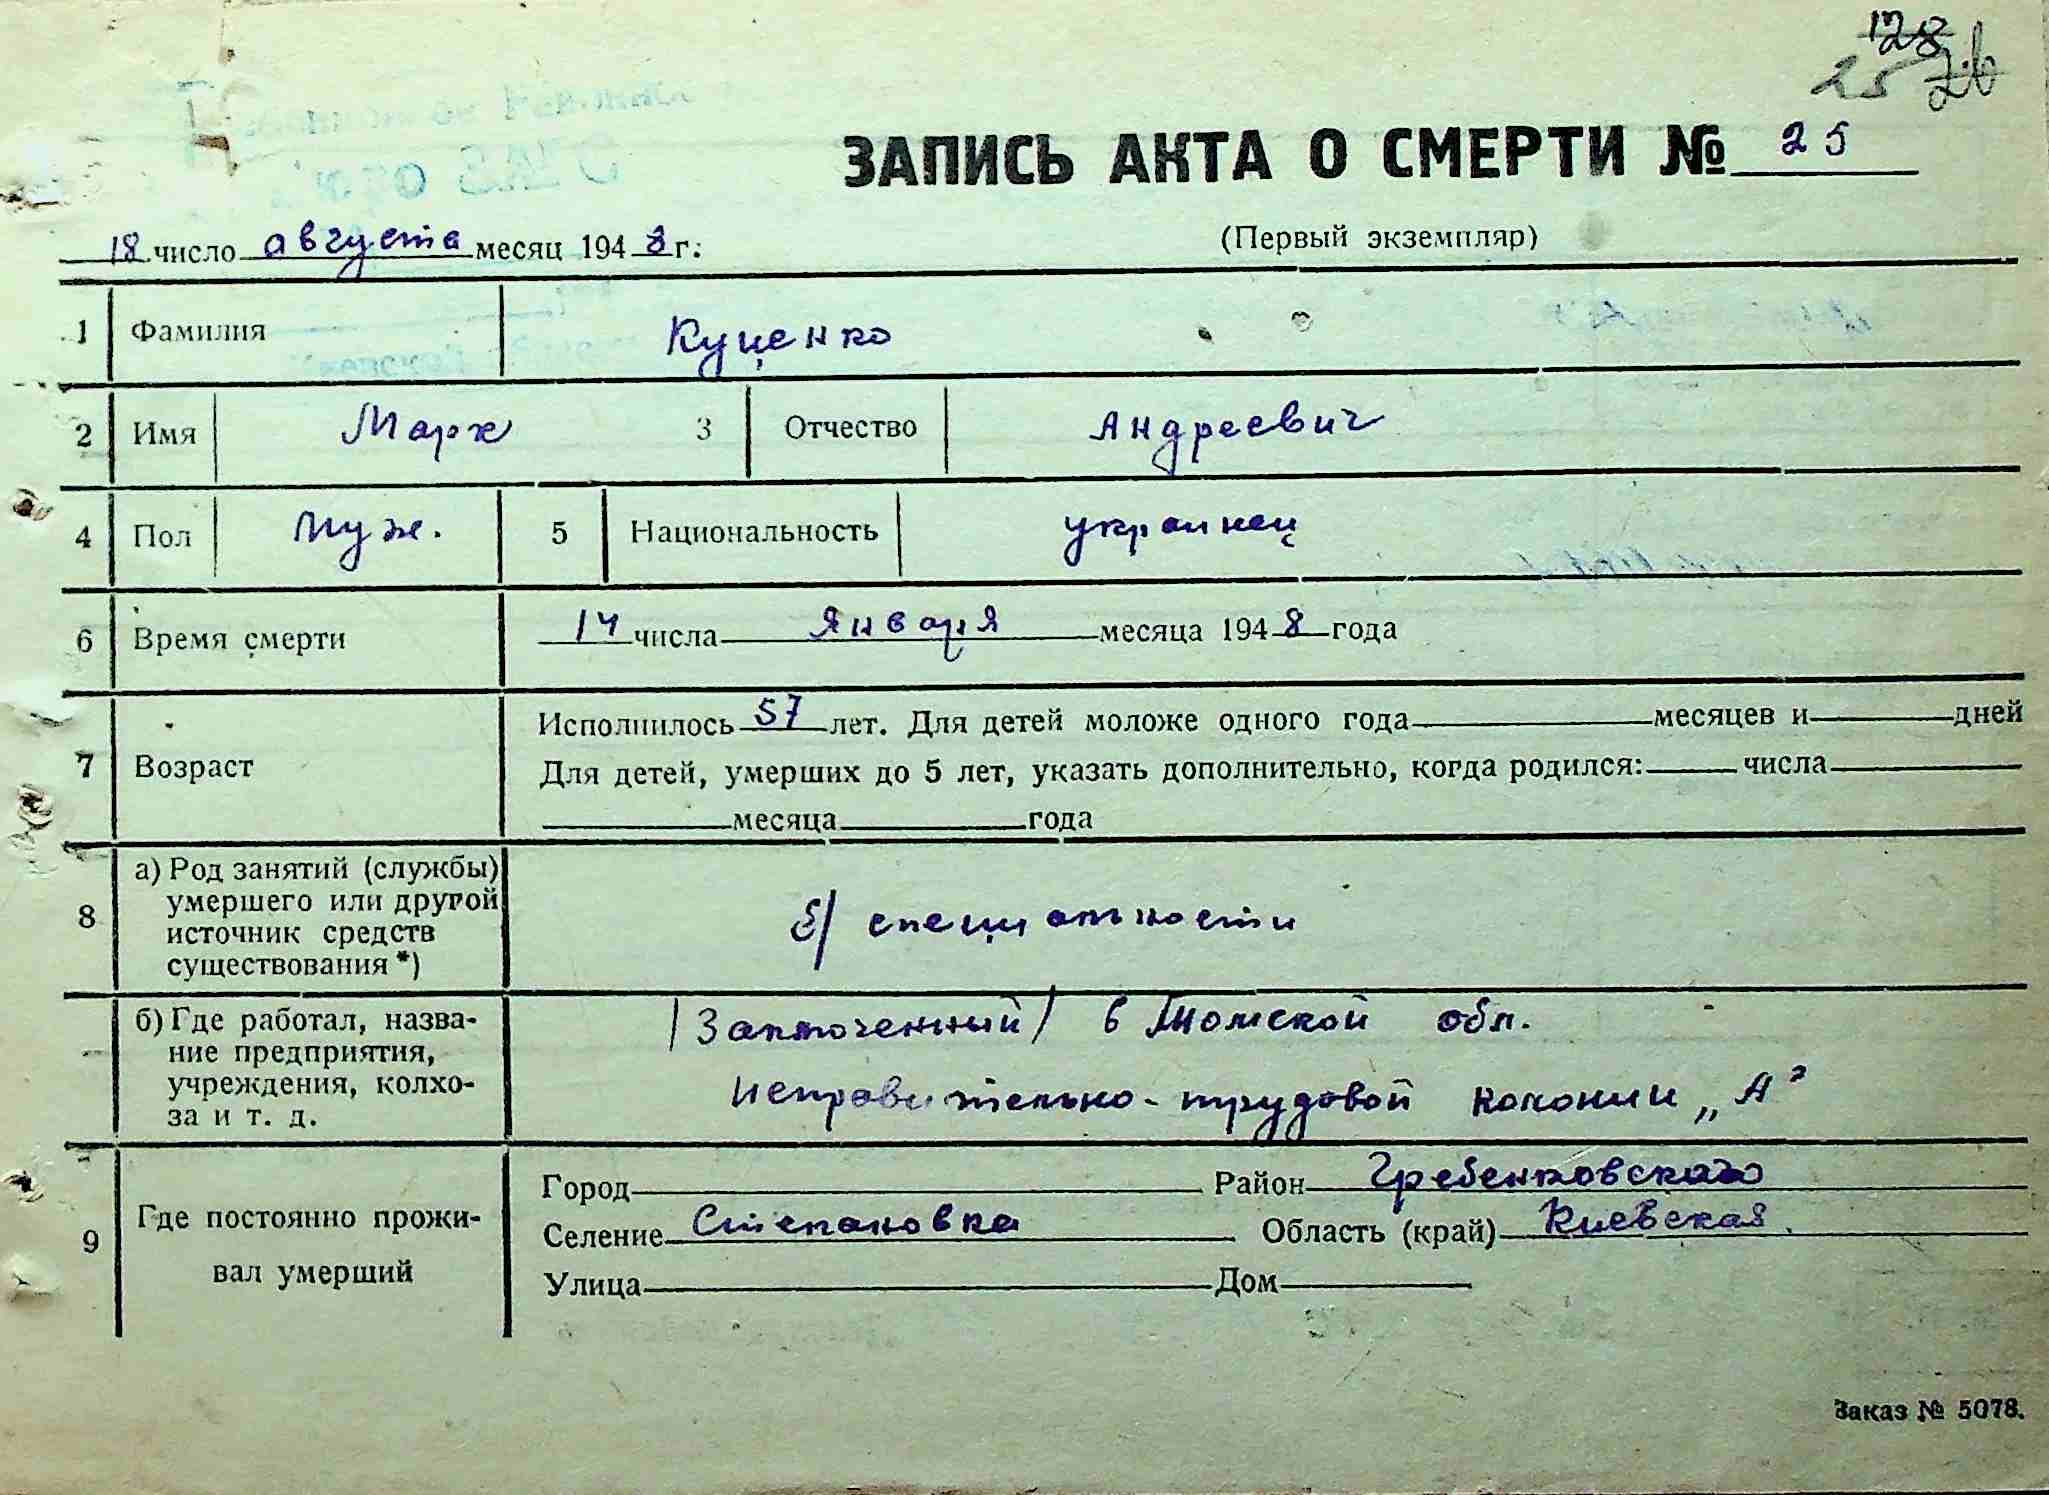 128
25 26
ЗАПИСЬ АКТА О СМЕРТИ № 25
18 число августа месяц 1948 г.
(Первый экземпляр)
1 Фамилия Куценко
2 Имя Марк 3 Отчество Андреевич
4 Пол муж. 5 Национальность украинец
6 Время смерти 14 числа января месяца 1948 года
7 Возраст
Исполнилось 57 лет. Для детей моложе одного года месяцев и дней
Для детей, умерших до 5 лет, указать дополнительно, когда родился: числа
месяца года
8
а) Род занятий (службы)
умершего или другой
источник средств
существования *)
б/ специальности
б) Где работал, назва-
ние предприятия,
учреждения, колхо-
за и т. д.
/Заключенный/ в Томской обл.
исправительно-трудовой колонии „А"
9
Где постоянно прожи-
вал умерший
Город Район Гребенковского
Селение Степановка Область (край) Киевская.
Улица Дом
Заказ № 5078.